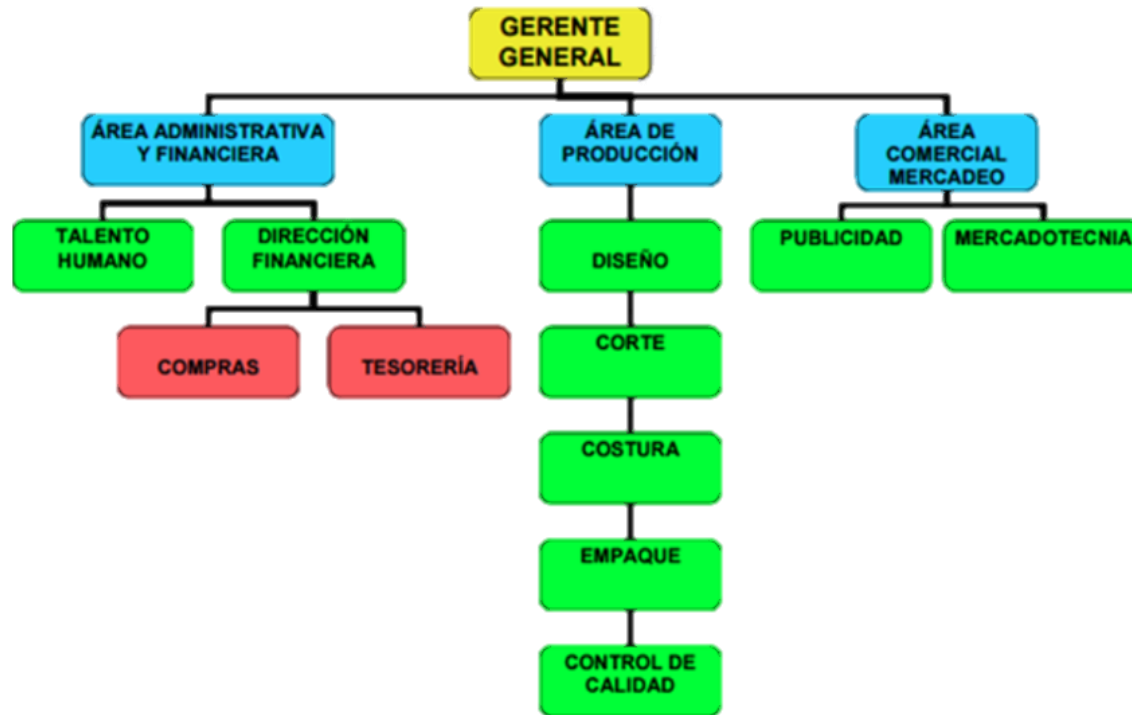 GERENTE
GENERAL
ÁREA ADMINISTRATIVA
Y FINANCIERA
ÁREA DE
PRODUCCIÓN
ÁREA
COMERCIAL
MERCADEO
TALENTO
HUMANO
DIRECCIÓN
FINANCIERA
DISEÑO
PUBLICIDAD
MERCADOTECNIA
COMPRAS
TESORERÍA
CORTE
COSTURA
EMPAQUE
CONTROL DE
CALIDAD